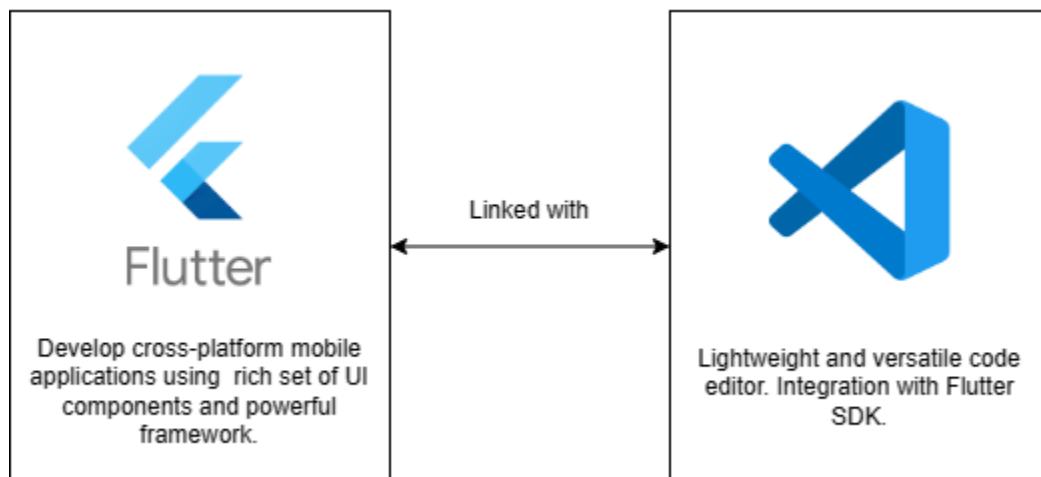 Flutter
Develop cross-platform mobile
applications using  rich set of UI
components and powerful
framework.
Linked with
Lightweight and versatile code
editor. Integration with Flutter
SDK.